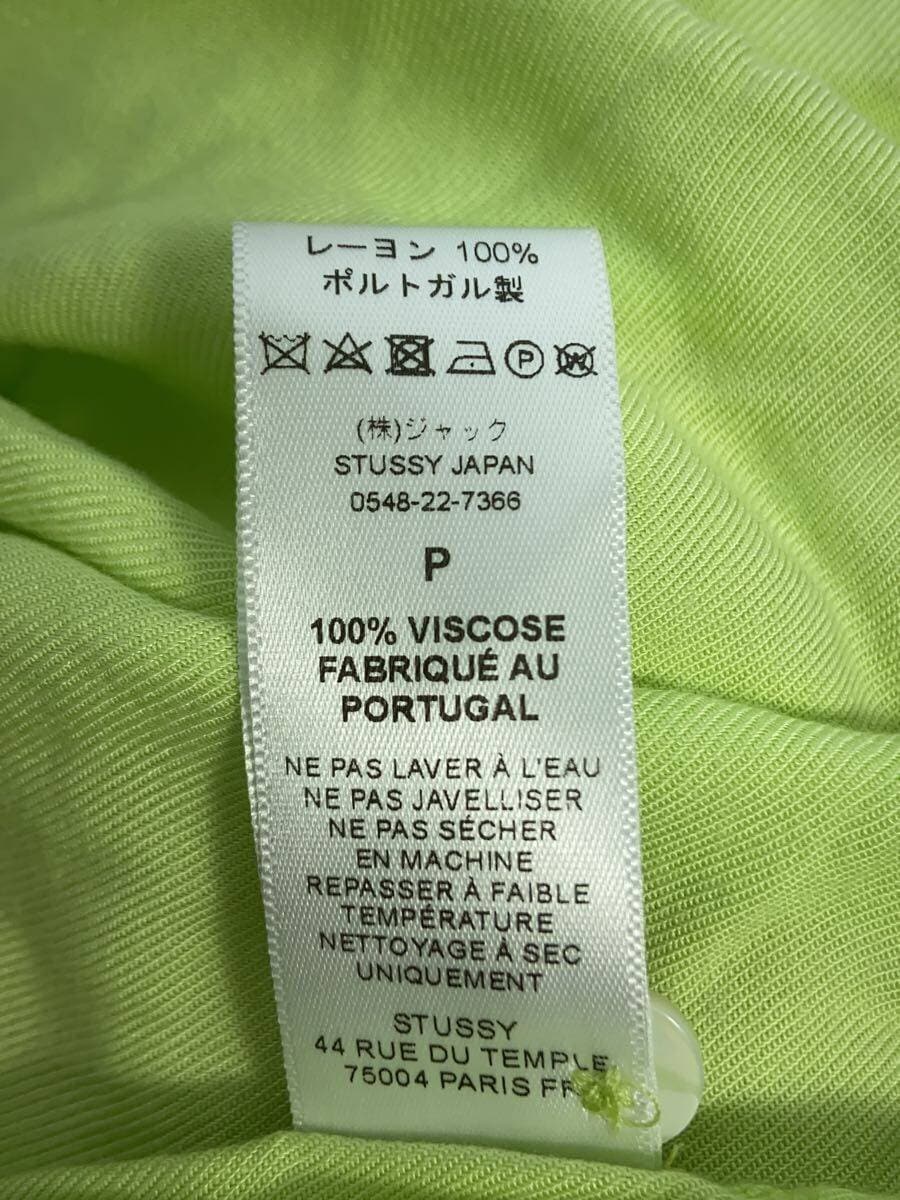 レーヨン 100%
ポルトガル製
P
W
(株)ジャック
STUSSY JAPAN
0548-22-7366
P
100% VISCOSE
FABRIQUÉ AU
PORTUGAL
NE PAS LAVER À L'EAU
NE PAS JAVELLISER
NE PAS SÉCHER
EN MACHINE
REPASSER À FAIBLE
TEMPÉRATURE
NETTOYAGE À SEC
UNIQUEMENT
STUSSY
44 RUE DU TEMPLE
75004 PARIS